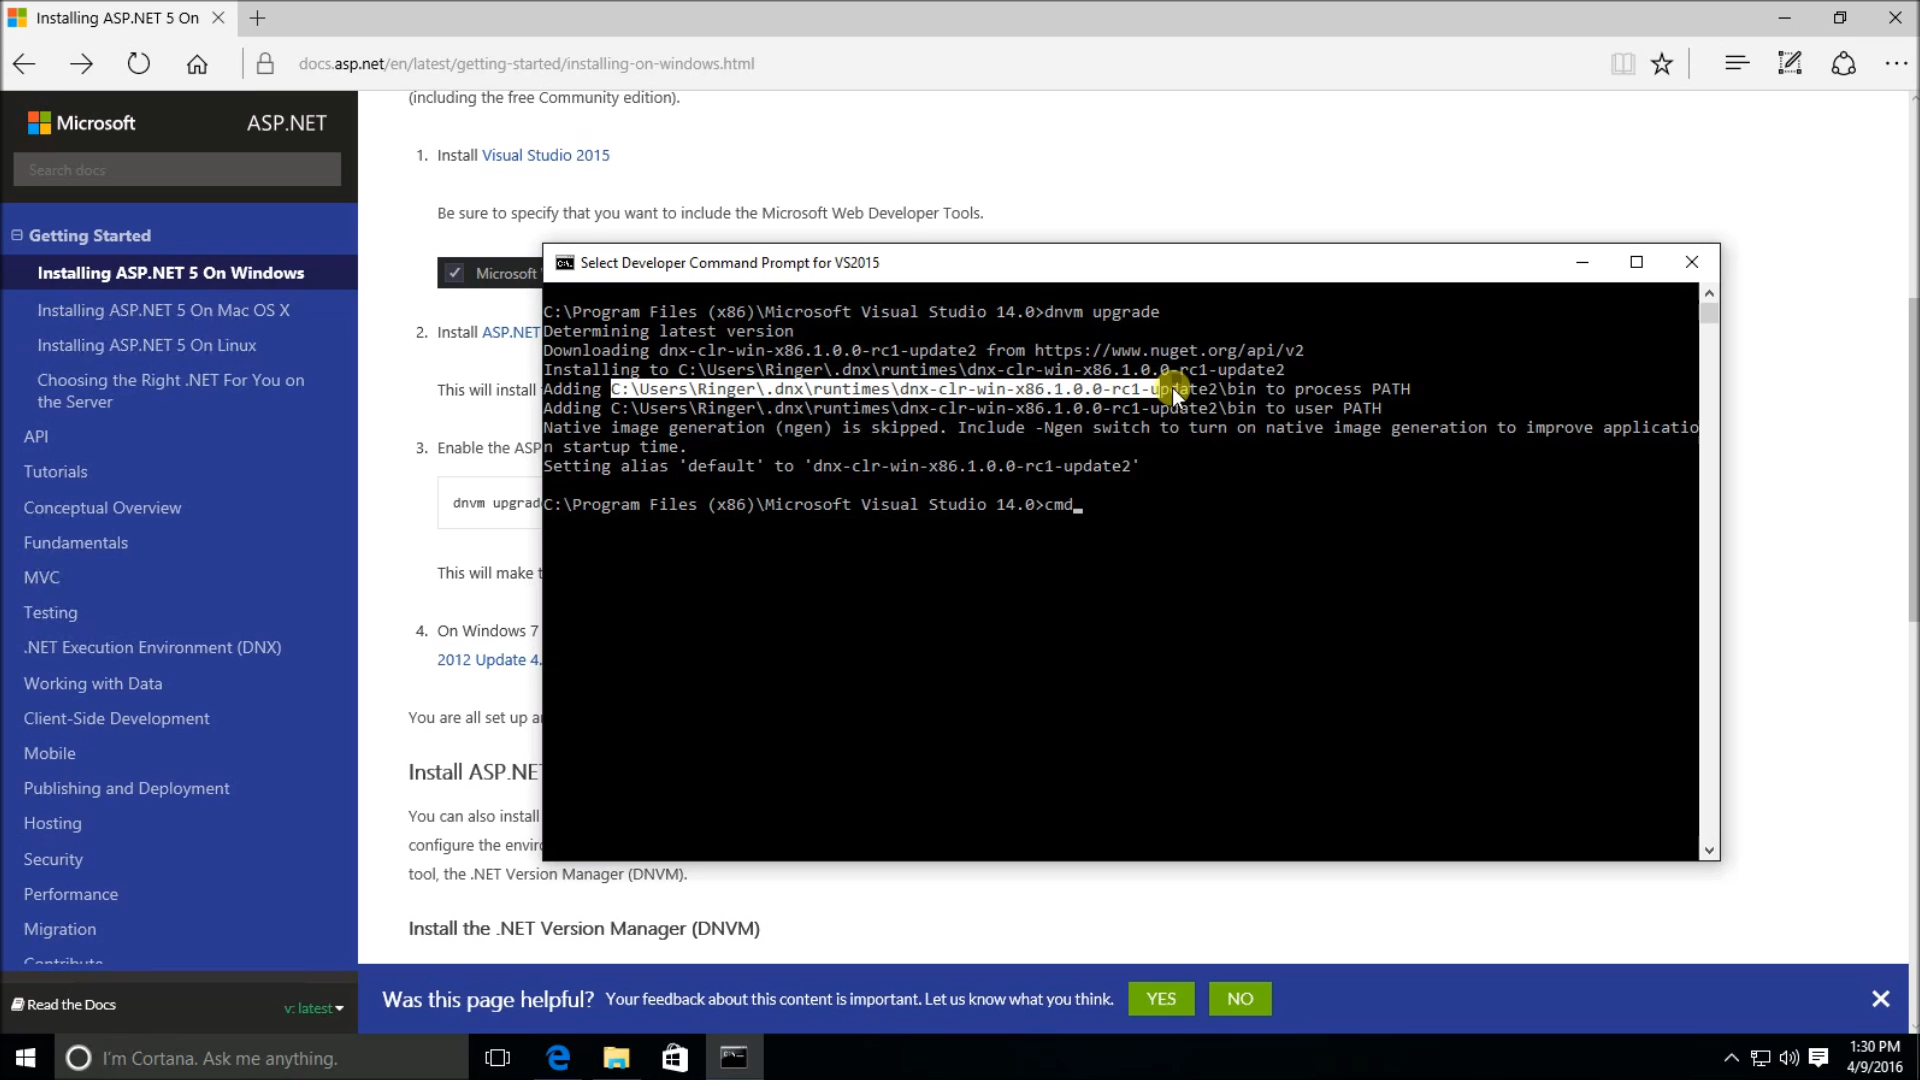 Installing ASP.NET 5 On
docs.asp.net/en/latest/getting-started/installing-on-windows.html
Microsoft
ASP.NET
Search docs
Getting Started
Installing ASP.NET 5 On Windows
Installing ASP.NET 5 On Mac OS X
Installing ASP.NET 5 On Linux
Choosing the Right .NET For You on
the Server
API
Tutorials
Conceptual Overview
Fundamentals
MVC
Testing
.NET Execution Environment (DNX)
Working with Data
Client-Side Development
Mobile
Publishing and Deployment
Hosting
Security
Performance
Migration
Contribute
Read the Docs
v: latest
(including the free Community edition).
1. Install Visual Studio 2015
Be sure to specify that you want to include the Microsoft Web Developer Tools.
Microsoft
2. Install ASP.NET
This will install
3. Enable the ASP
dnvm upgrad
This will make t
4. On Windows 7
2012 Update 4.
You are all set up a
Install ASP.NE
You can also install
configure the enviro
tool, the .NET Version Manager (DNVM).
Install the .NET Version Manager (DNVM)
Select Developer Command Prompt for VS2015
C:\Program Files (x86)\Microsoft Visual Studio 14.0>dnvm upgrade
Determining latest version
Downloading dnx-clr-win-x86.1.0.0-rc1-update2 from https://www.nuget.org/api/v2
Installing to C:\Users\Ringer\.dnx\runtimes\dnx-clr-win-x86.1.0.0-rc1-update2
Adding C:\Users\Ringer\.dnx\runtimes\dnx-clr-win-x86.1.0.0-rc1-update2\bin to process PATH
Adding C:\Users\Ringer\.dnx\runtimes\dnx-clr-win-x86.1.0.0-rc1-update2\bin to user PATH
Native image generation (ngen) is skipped. Include -Ngen switch to turn on native image generation to improve applicatio
n startup time.
Setting alias 'default' to 'dnx-clr-win-x86.1.0.0-rc1-update2'
C:\Program Files (x86)\Microsoft Visual Studio 14.0>cmd_
Was this page helpful? Your feedback about this content is important. Let us know what you think.
YES
NO
I'm Cortana. Ask me anything.
1:30 PM
4/9/2016